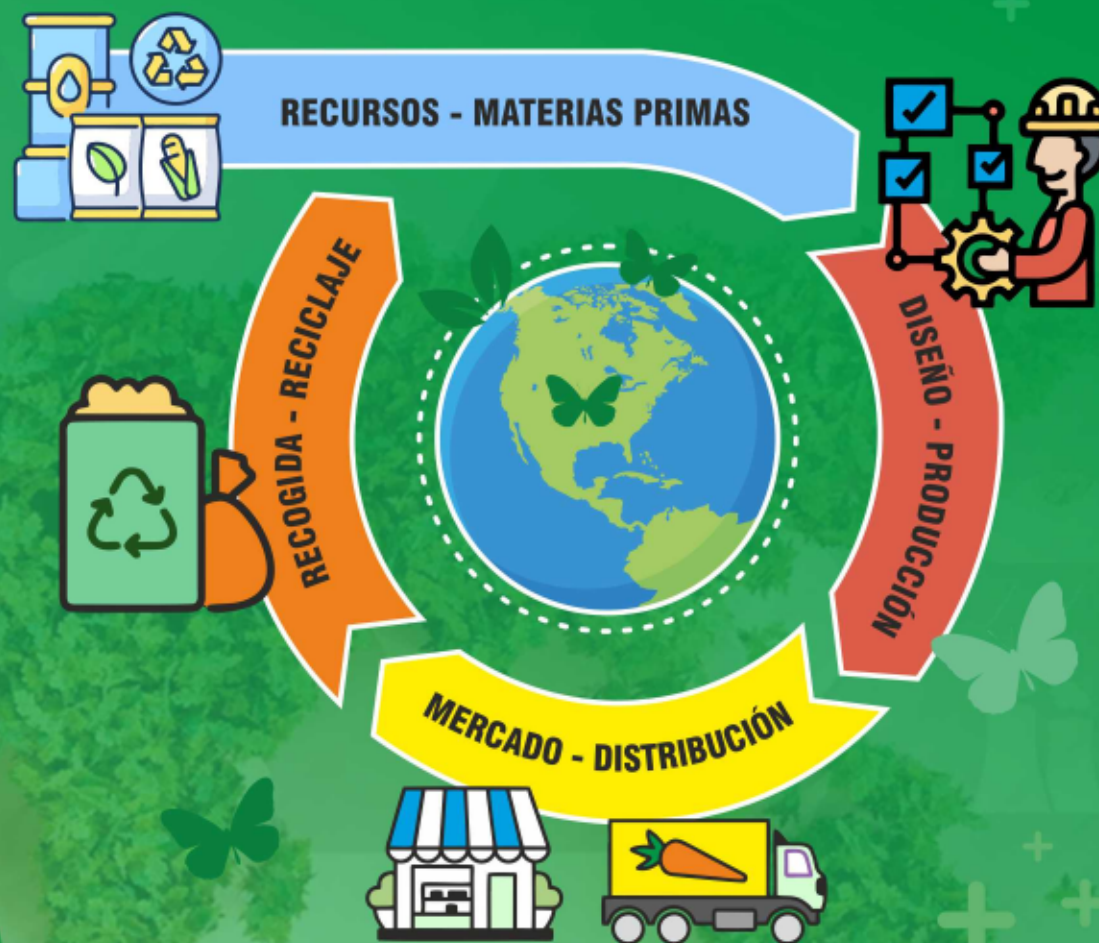 RECURSOS - MATERIAS PRIMAS
DISEÑO - PRODUCCIÓN
MERCADO - DISTRIBUCIÓN
RECOGIDA - RECICLAJE